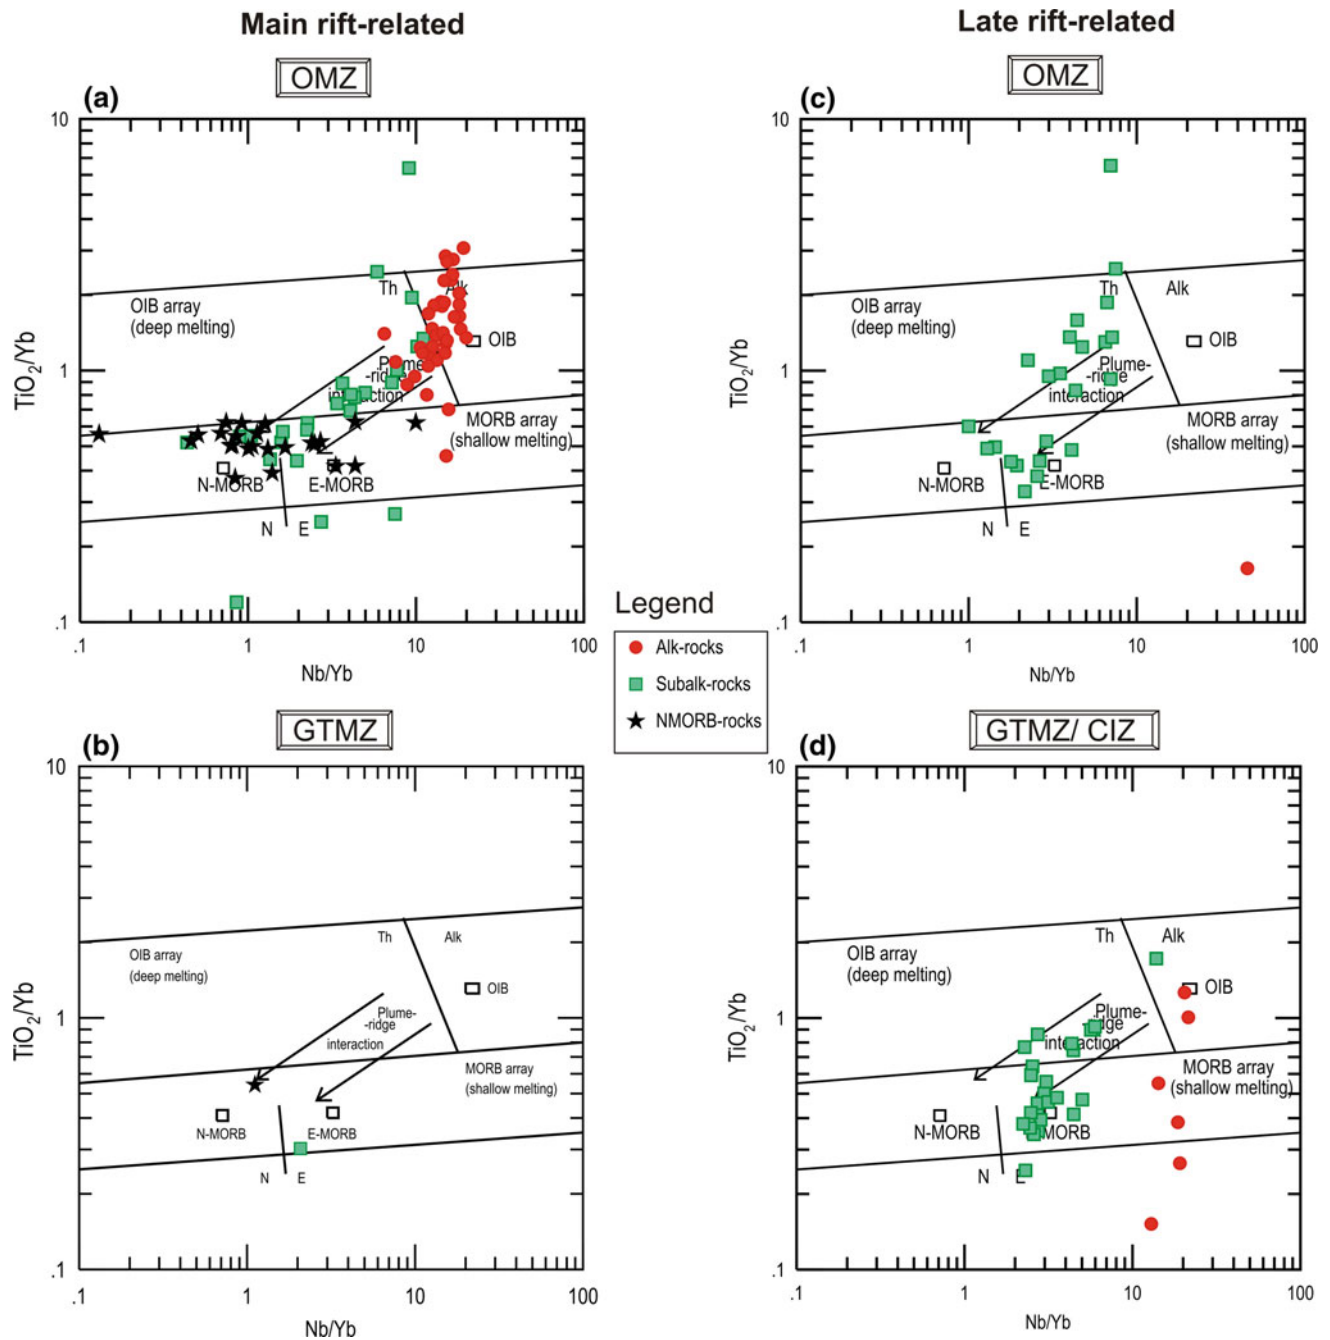 Main rift-related
Late rift-related
OMZ
(a)
10
1
.1
TiO2/Yb
OIB array
(deep melting)
Th
Alk
OIB
Plume-
-ridge
interaction
MORB array
(shallow melting)
N-MORB
E-MORB
N
E
.1
1
10
100
Nb/Yb
OMZ
(c)
10
1
.1
TiO2/Yb
OIB array
(deep melting)
Th
Alk
OIB
Plume-
-ridge
interaction
MORB array
(shallow melting)
N-MORB
E-MORB
N
E
.1
1
10
100
Nb/Yb
Legend
Alk-rocks
Subalk-rocks
NMORB-rocks
GTMZ
(b)
10
1
.1
TiO2/Yb
OIB array
(deep melting)
Th
Alk
OIB
Plume-
-ridge
interaction
MORB array
(shallow melting)
N-MORB
E-MORB
N
E
.1
1
10
100
Nb/Yb
GTMZ/ CIZ
(d)
10
1
.1
TiO2/Yb
OIB array
(deep melting)
Th
Alk
OIB
Plume-
-ridge
interaction
MORB array
(shallow melting)
N-MORB
MORB
N
E
.1
1
10
100
Nb/Yb